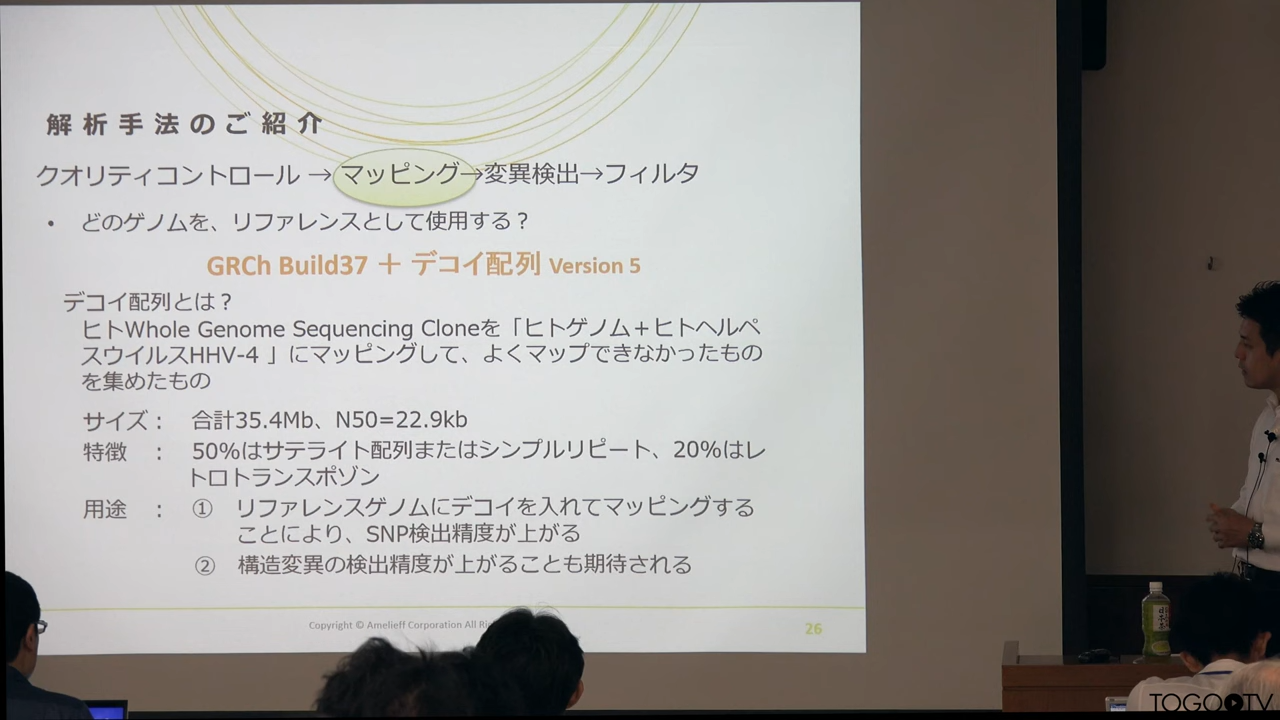 解析手法のご紹介
クオリティコントロール →マッピング→変異検出→フィルタ
• どのゲノムを、リファレンスとして使用する？
GRCh Build37 ＋ デコイ配列 Version 5
デコイ配列とは？
ヒトWhole Genome Sequencing Cloneを「ヒトゲノム＋ヒトヘルペ
スウイルスHHV-4 」にマッピングして、よくマップできなかったもの
を集めたもの
サイズ： 合計35.4Mb、N50=22.9kb
特徴 ： 50%はサテライト配列またはシンプルリピート、20%はレ
トロトランスポゾン
用途 ： ① リファレンスゲノムにデコイを入れてマッピングする
ことにより、SNP検出精度が上がる
② 構造変異の検出精度が上がることも期待される
Copyright © Amelieff Corporation All
26
TOGOTV